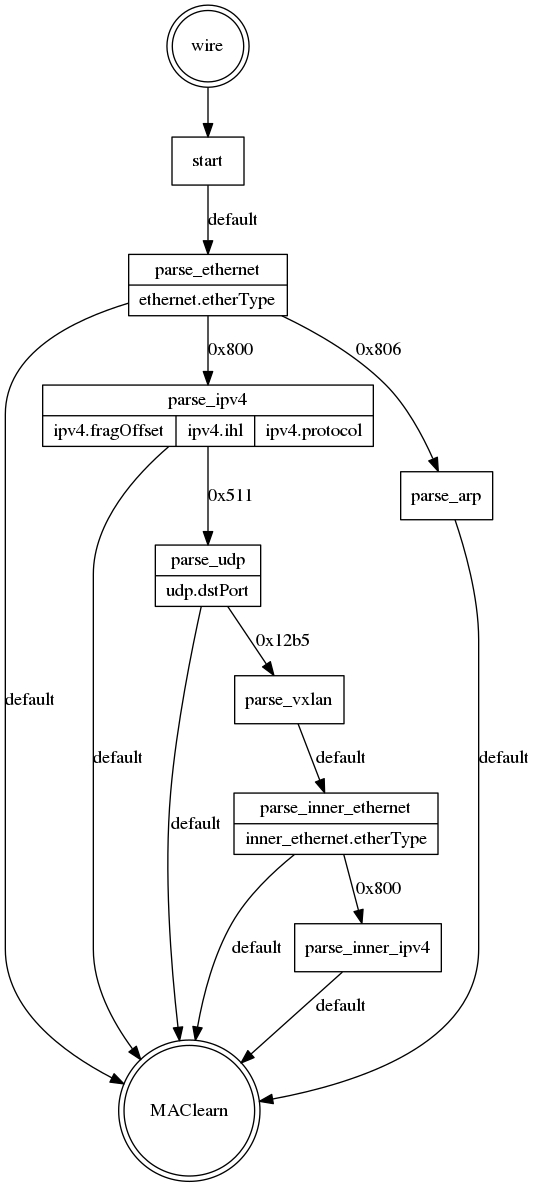 wire
start
default
parse_ethernet
ethernet.etherType
0x800
0x806
parse_ipv4
ipv4.fragOffset
ipv4.ihl
ipv4.protocol
parse_arp
0x511
parse_udp
udp.dstPort
0x12b5
parse_vxlan
default
default
default
default
parse_inner_ethernet
inner_ethernet.etherType
default
0x800
default
parse_inner_ipv4
default
MAClearn